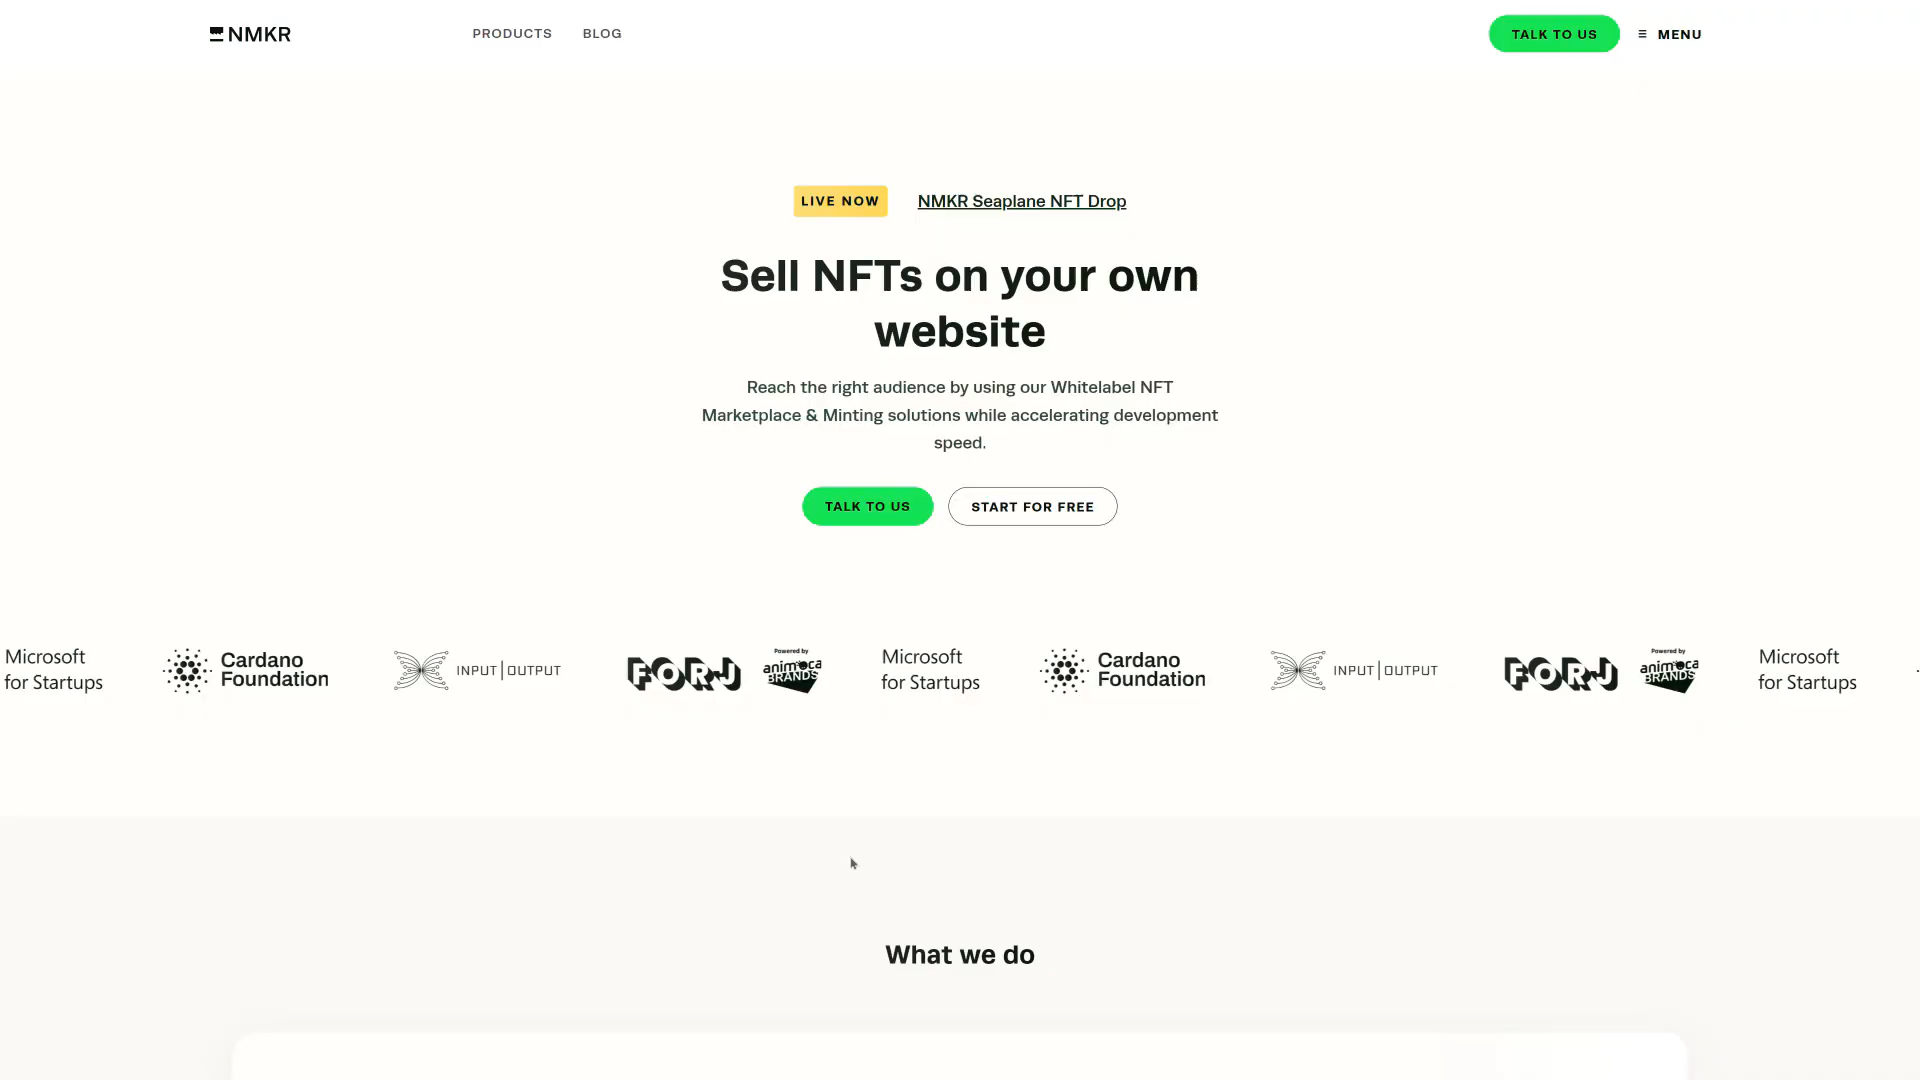 NMKR
PRODUCTS
BLOG
TALK TO US
MENU
LIVE NOW
NMKR Seaplane NFT Drop
Sell NFTs on your own
website
Reach the right audience by using our Whitelabel NFT
Marketplace & Minting solutions while accelerating development
speed.
TALK TO US
START FOR FREE
Microsoft
for Startups
Cardano
Foundation
INPUT | OUTPUT
FORJ
Powered by
animoca
BRANDS
Microsoft
for Startups
Cardano
Foundation
INPUT | OUTPUT
FORJ
Powered by
animoca
BRANDS
Microsoft
for Startups
What we do